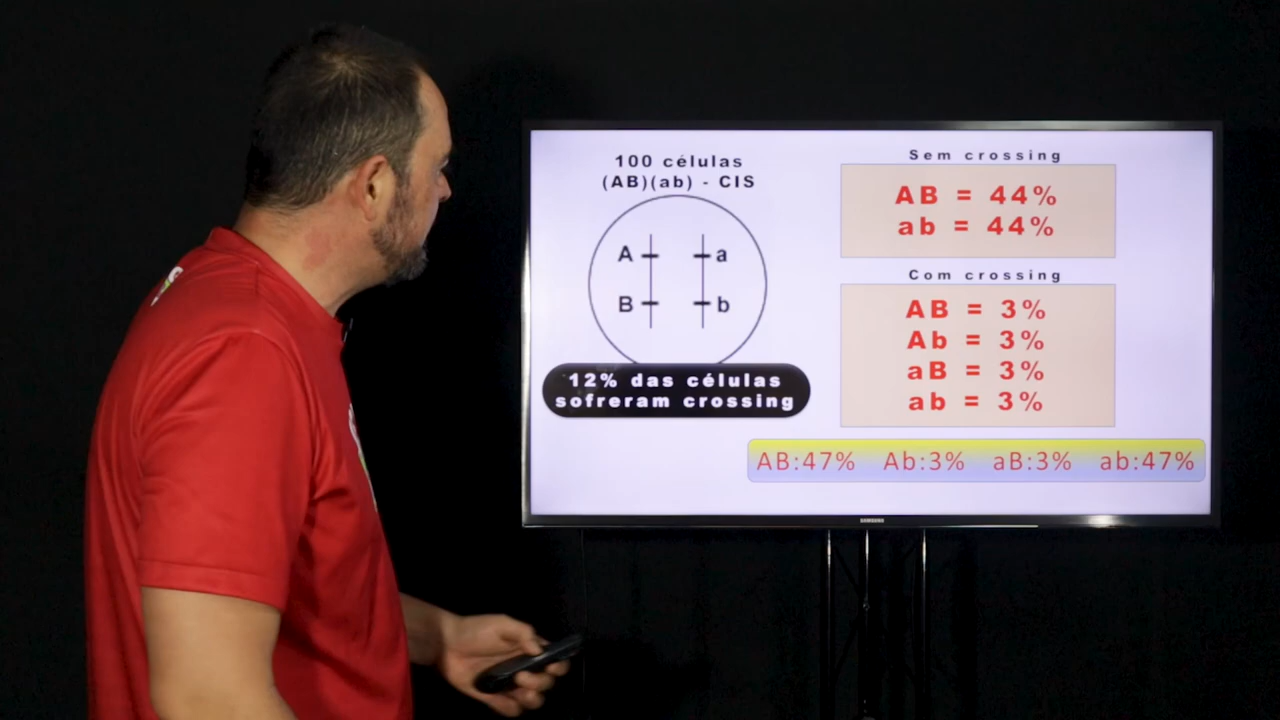 100 células
(AB)(ab) - CIS
A a
B b
12% das células
sofreram crossing
Sem crossing
AB = 44%
ab = 44%
Com crossing
AB = 3%
Ab = 3%
aB = 3%
ab = 3%
AB:47% Ab:3% aB:3% ab:47%
SAMSUNG